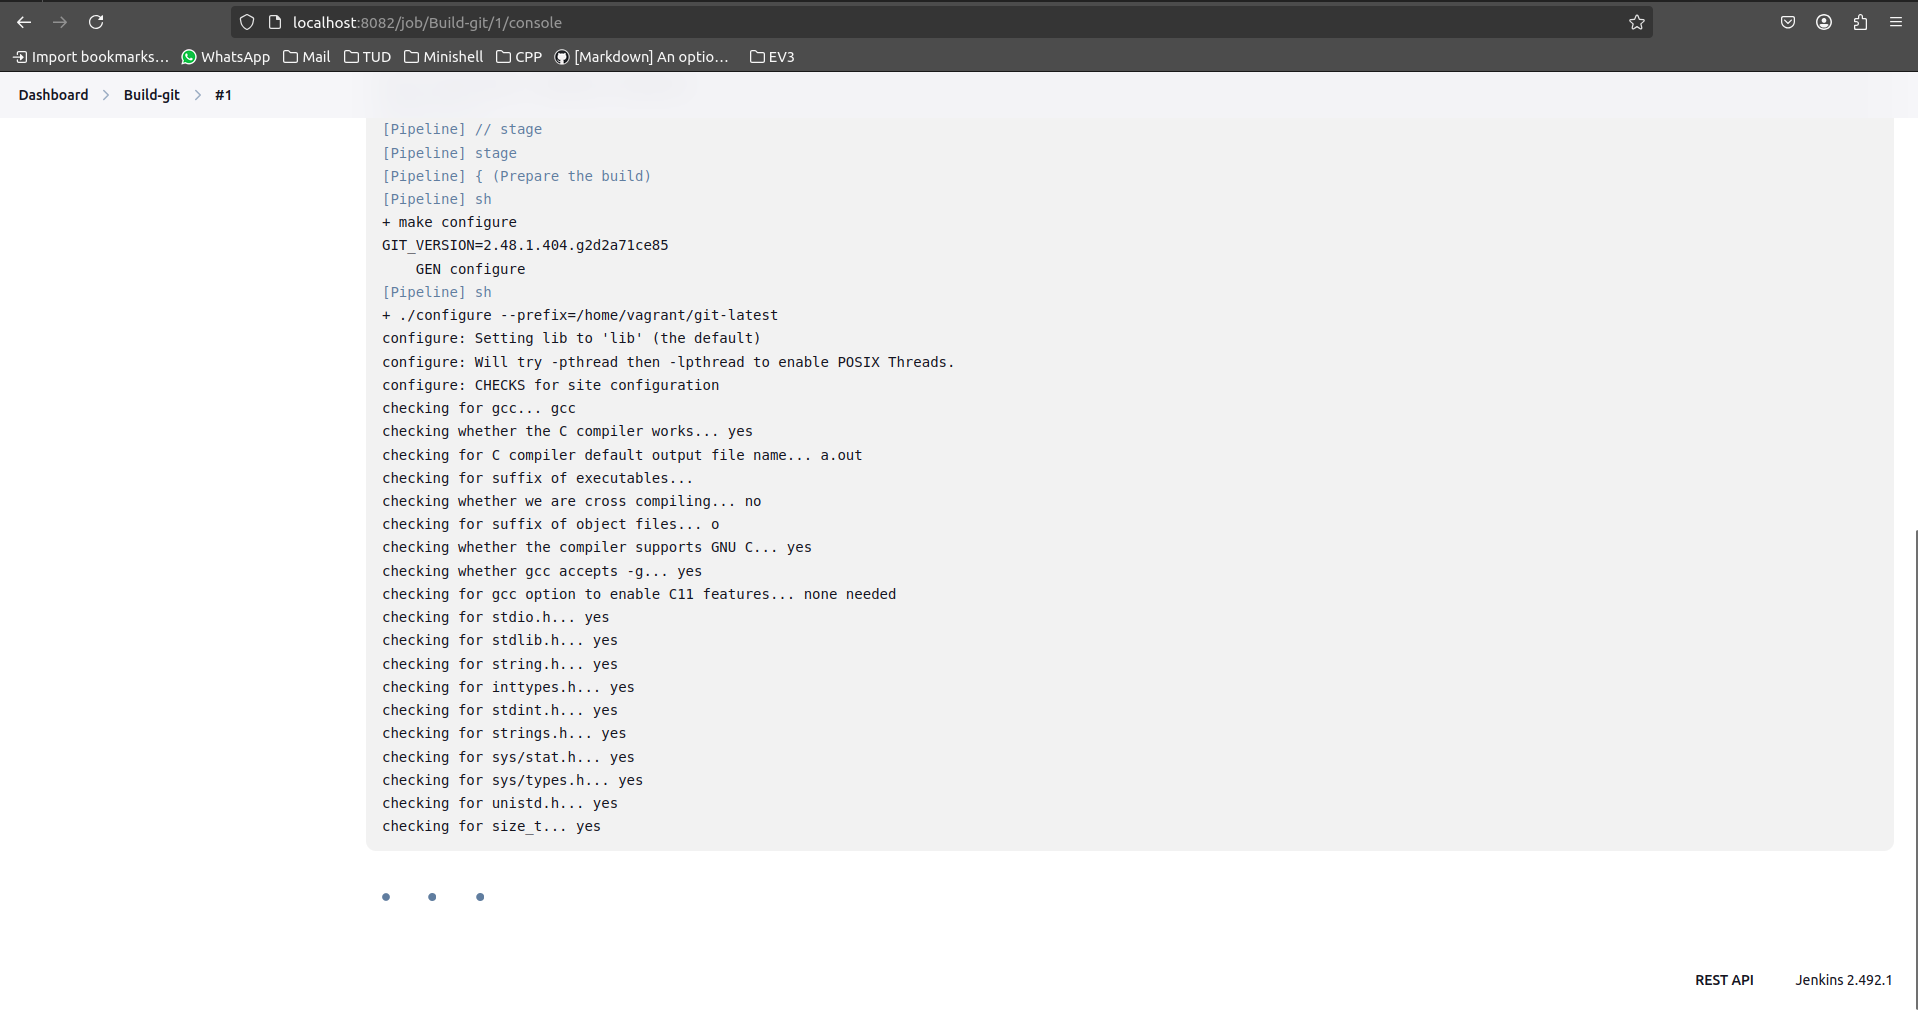 localhost:8082/job/Build-git/1/console
Import bookmarks... WhatsApp Mail TUD Minishell CPP [Markdown] An optio... EV3
Dashboard > Build-git > #1
[Pipeline] // stage
[Pipeline] stage
[Pipeline] { (Prepare the build)
[Pipeline] sh
+ make configure
GIT_VERSION=2.48.1.404.g2d2a71ce85
    GEN configure
[Pipeline] sh
+ ./configure --prefix=/home/vagrant/git-latest
configure: Setting lib to 'lib' (the default)
configure: Will try -pthread then -lpthread to enable POSIX Threads.
configure: CHECKS for site configuration
checking for gcc... gcc
checking whether the C compiler works... yes
checking for C compiler default output file name... a.out
checking for suffix of executables...
checking whether we are cross compiling... no
checking for suffix of object files... o
checking whether the compiler supports GNU C... yes
checking whether gcc accepts -g... yes
checking for gcc option to enable C11 features... none needed
checking for stdio.h... yes
checking for stdlib.h... yes
checking for string.h... yes
checking for inttypes.h... yes
checking for stdint.h... yes
checking for strings.h... yes
checking for sys/stat.h... yes
checking for sys/types.h... yes
checking for unistd.h... yes
checking for size_t... yes
REST API Jenkins 2.492.1